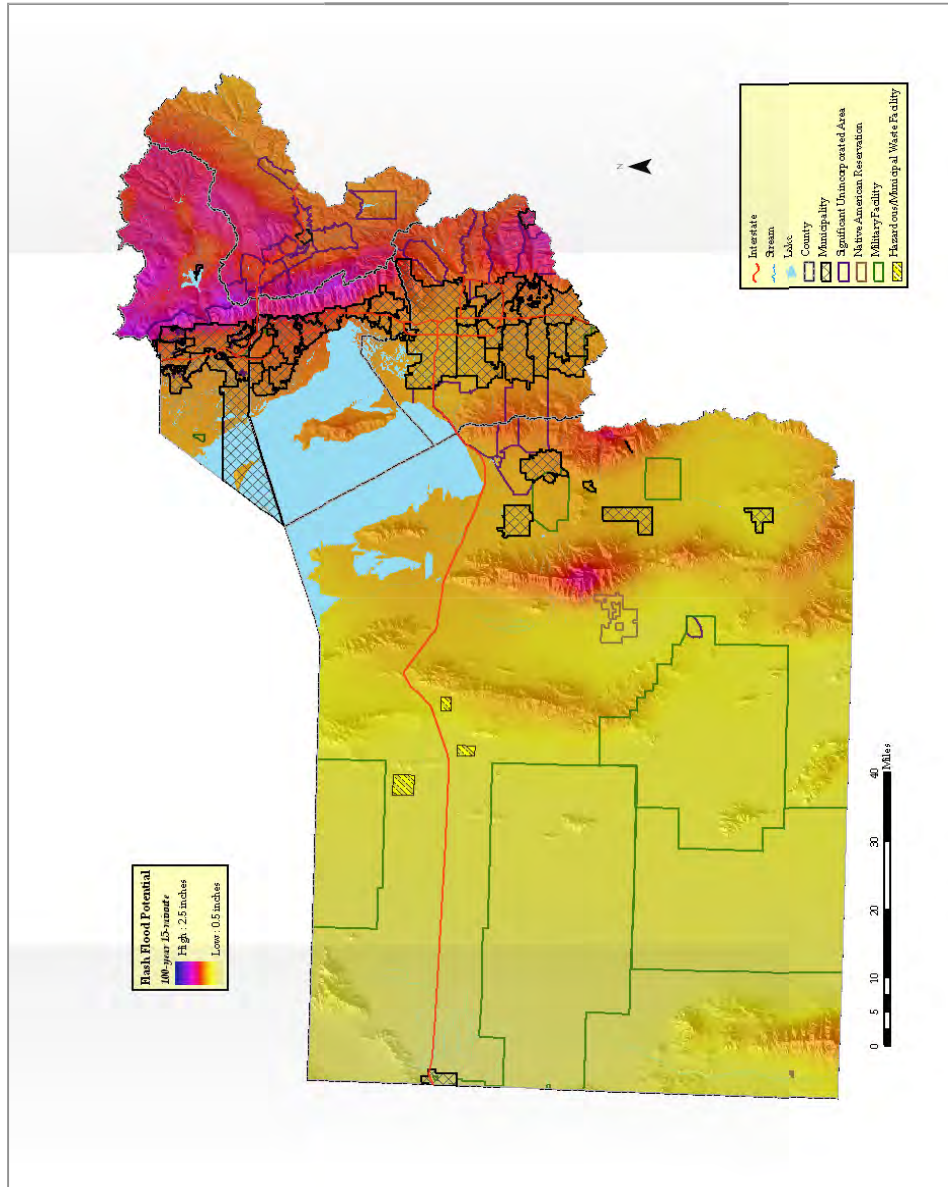 Flash Flood Potential
100-year 15-minute
High : 2.5 inches
Low : 0.5 inches
N
Interstate
Stream
Lake
County
Municipality
Significant Unincorporated Area
Native American Reservation
Military Facility
Hazardous/Municipal Waste Facility
0 5 10 20 30 40
Miles